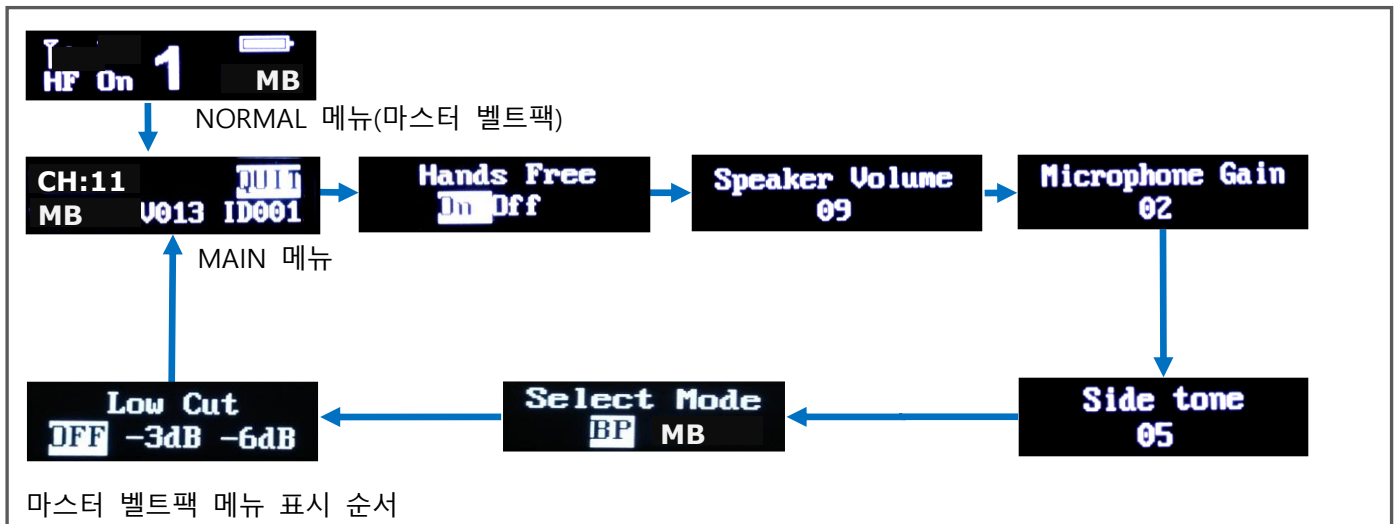 HF On 1 MB
NORMAL 메뉴(마스터 벨트팩)
CH:11 QUIT
MB V013 ID001
MAIN 메뉴
Hands Free
On Off
Speaker Volume
09
Microphone Gain
02
Side tone
05
Select Mode
BP MB
Low Cut
OFF -3dB -6dB
마스터 벨트팩 메뉴 표시 순서